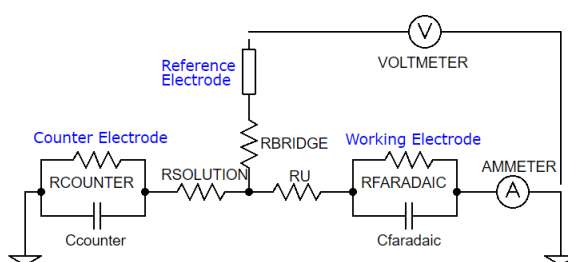 V
VOLTMETER
Reference
Electrode
RBRIDGE
Counter Electrode
Working Electrode
RCOUNTER
RSOLUTION
RU
RFARADAIC
AMMETER
A
Ccounter
Cfaradaic